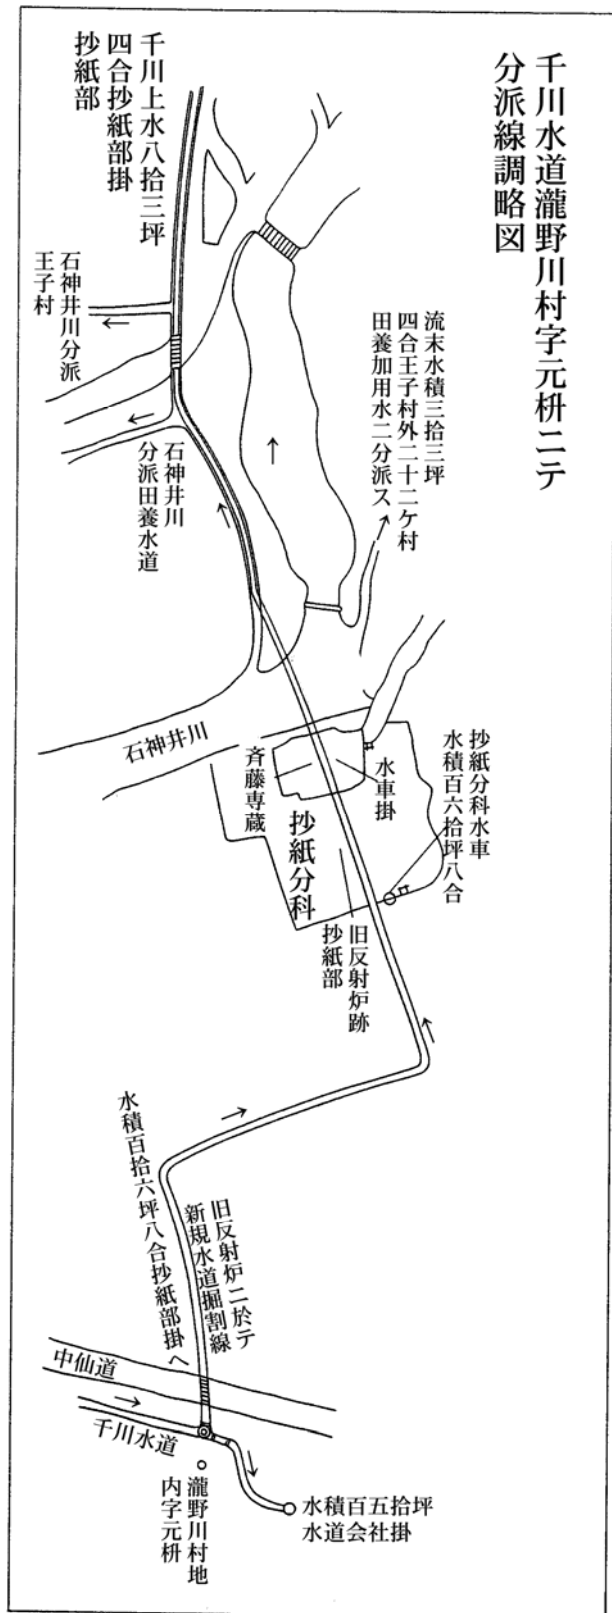 千川水道瀧野川村字元枡ニテ
分派線調略図
千川上水八拾三坪
四合抄紙部掛
抄紙部
石神井川分派
王子村
流末水積三拾三坪
四合王子村外二十二ケ村
田養加用水二分派ス
石神井川
分派田養水道
石神井川
斉藤専蔵
水車掛
抄紙分科水車
水積百六拾坪八合
抄紙分科
旧反射炉跡
抄紙部
水積百拾六坪八合抄紙部掛へ
旧反射炉ニ於テ
新規水道掘割線
中仙道
千川水道
瀧野川村地
内字元枡
水積百五拾坪
水道会社掛